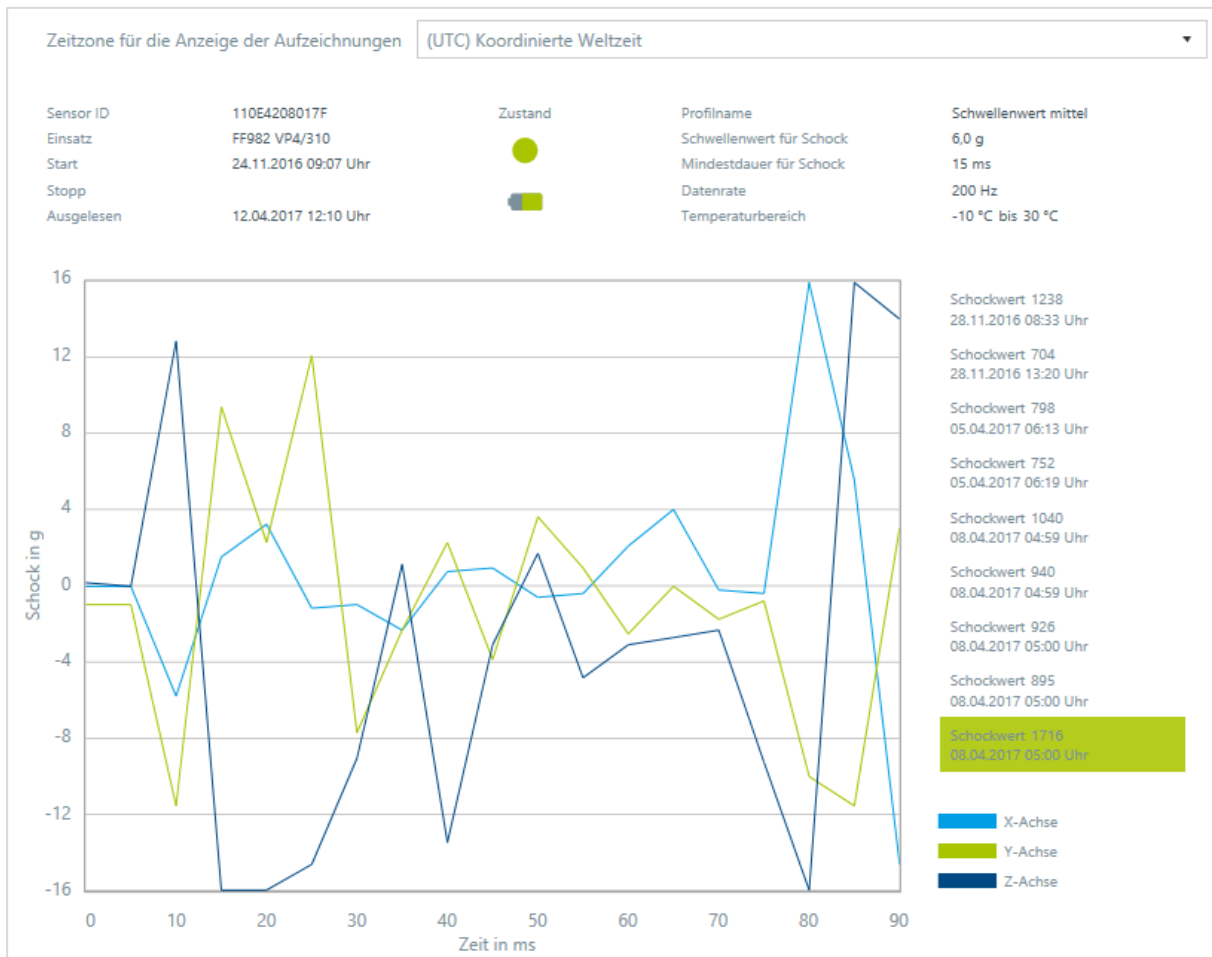 Zeitzone für die Anzeige der Aufzeichnungen (UTC) Koordinierte Weltzeit
Sensor ID 110E4208017F Zustand Profilname Schwellenwert mittel
Einsatz FF982 VP4/310 Schwellenwert für Schock 6,0 g
Start 24.11.2016 09:07 Uhr Mindestdauer für Schock 15 ms
Stopp Datenrate 200 Hz
Ausgelesen 12.04.2017 12:10 Uhr Temperaturbereich -10 °C bis 30 °C
Schock in g
16
12
8
4
0
-4
-8
-12
-16
0 10 20 30 40 50 60 70 80 90
Zeit in ms
Schockwert 1238
28.11.2016 08:33 Uhr
Schockwert 704
28.11.2016 13:20 Uhr
Schockwert 798
05.04.2017 06:13 Uhr
Schockwert 752
05.04.2017 06:19 Uhr
Schockwert 1040
08.04.2017 04:59 Uhr
Schockwert 940
08.04.2017 04:59 Uhr
Schockwert 926
08.04.2017 05:00 Uhr
Schockwert 895
08.04.2017 05:00 Uhr
Schockwert 1716
08.04.2017 05:00 Uhr
X-Achse
Y-Achse
Z-Achse